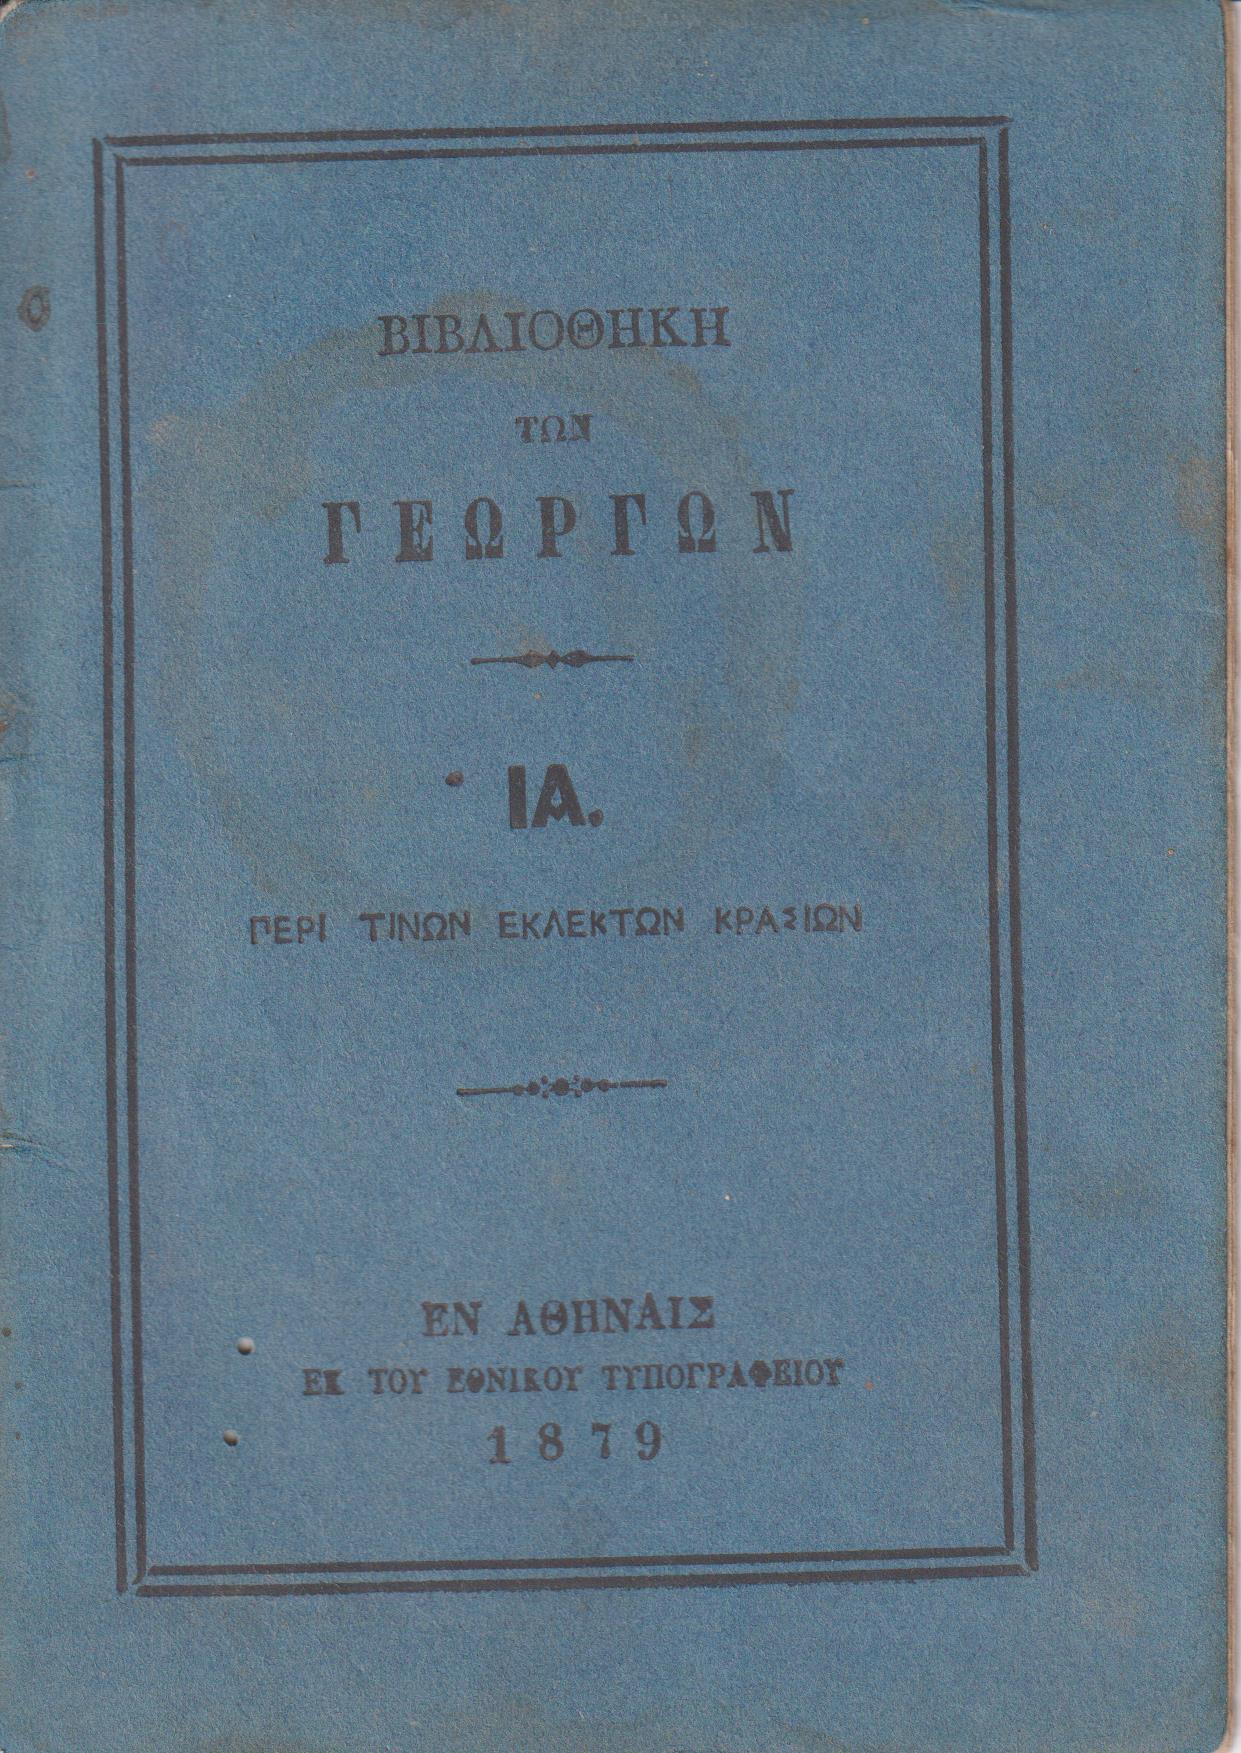 ΒΙΒΛΙΟΘΗΚΗ
ΤΩΝ
ΓΕΩΡΓΩΝ
ΙΑ.
ΠΕΡΙ ΤΙΝΩΝ ΕΚΛΕΚΤΩΝ ΚΡΑΣΙΩΝ
ΕΝ ΑΘΗΝΑΙΣ
ΕΚ ΤΟΥ ΕΘΝΙΚΟΥ ΤΥΠΟΓΡΑΦΕΙΟΥ
1879